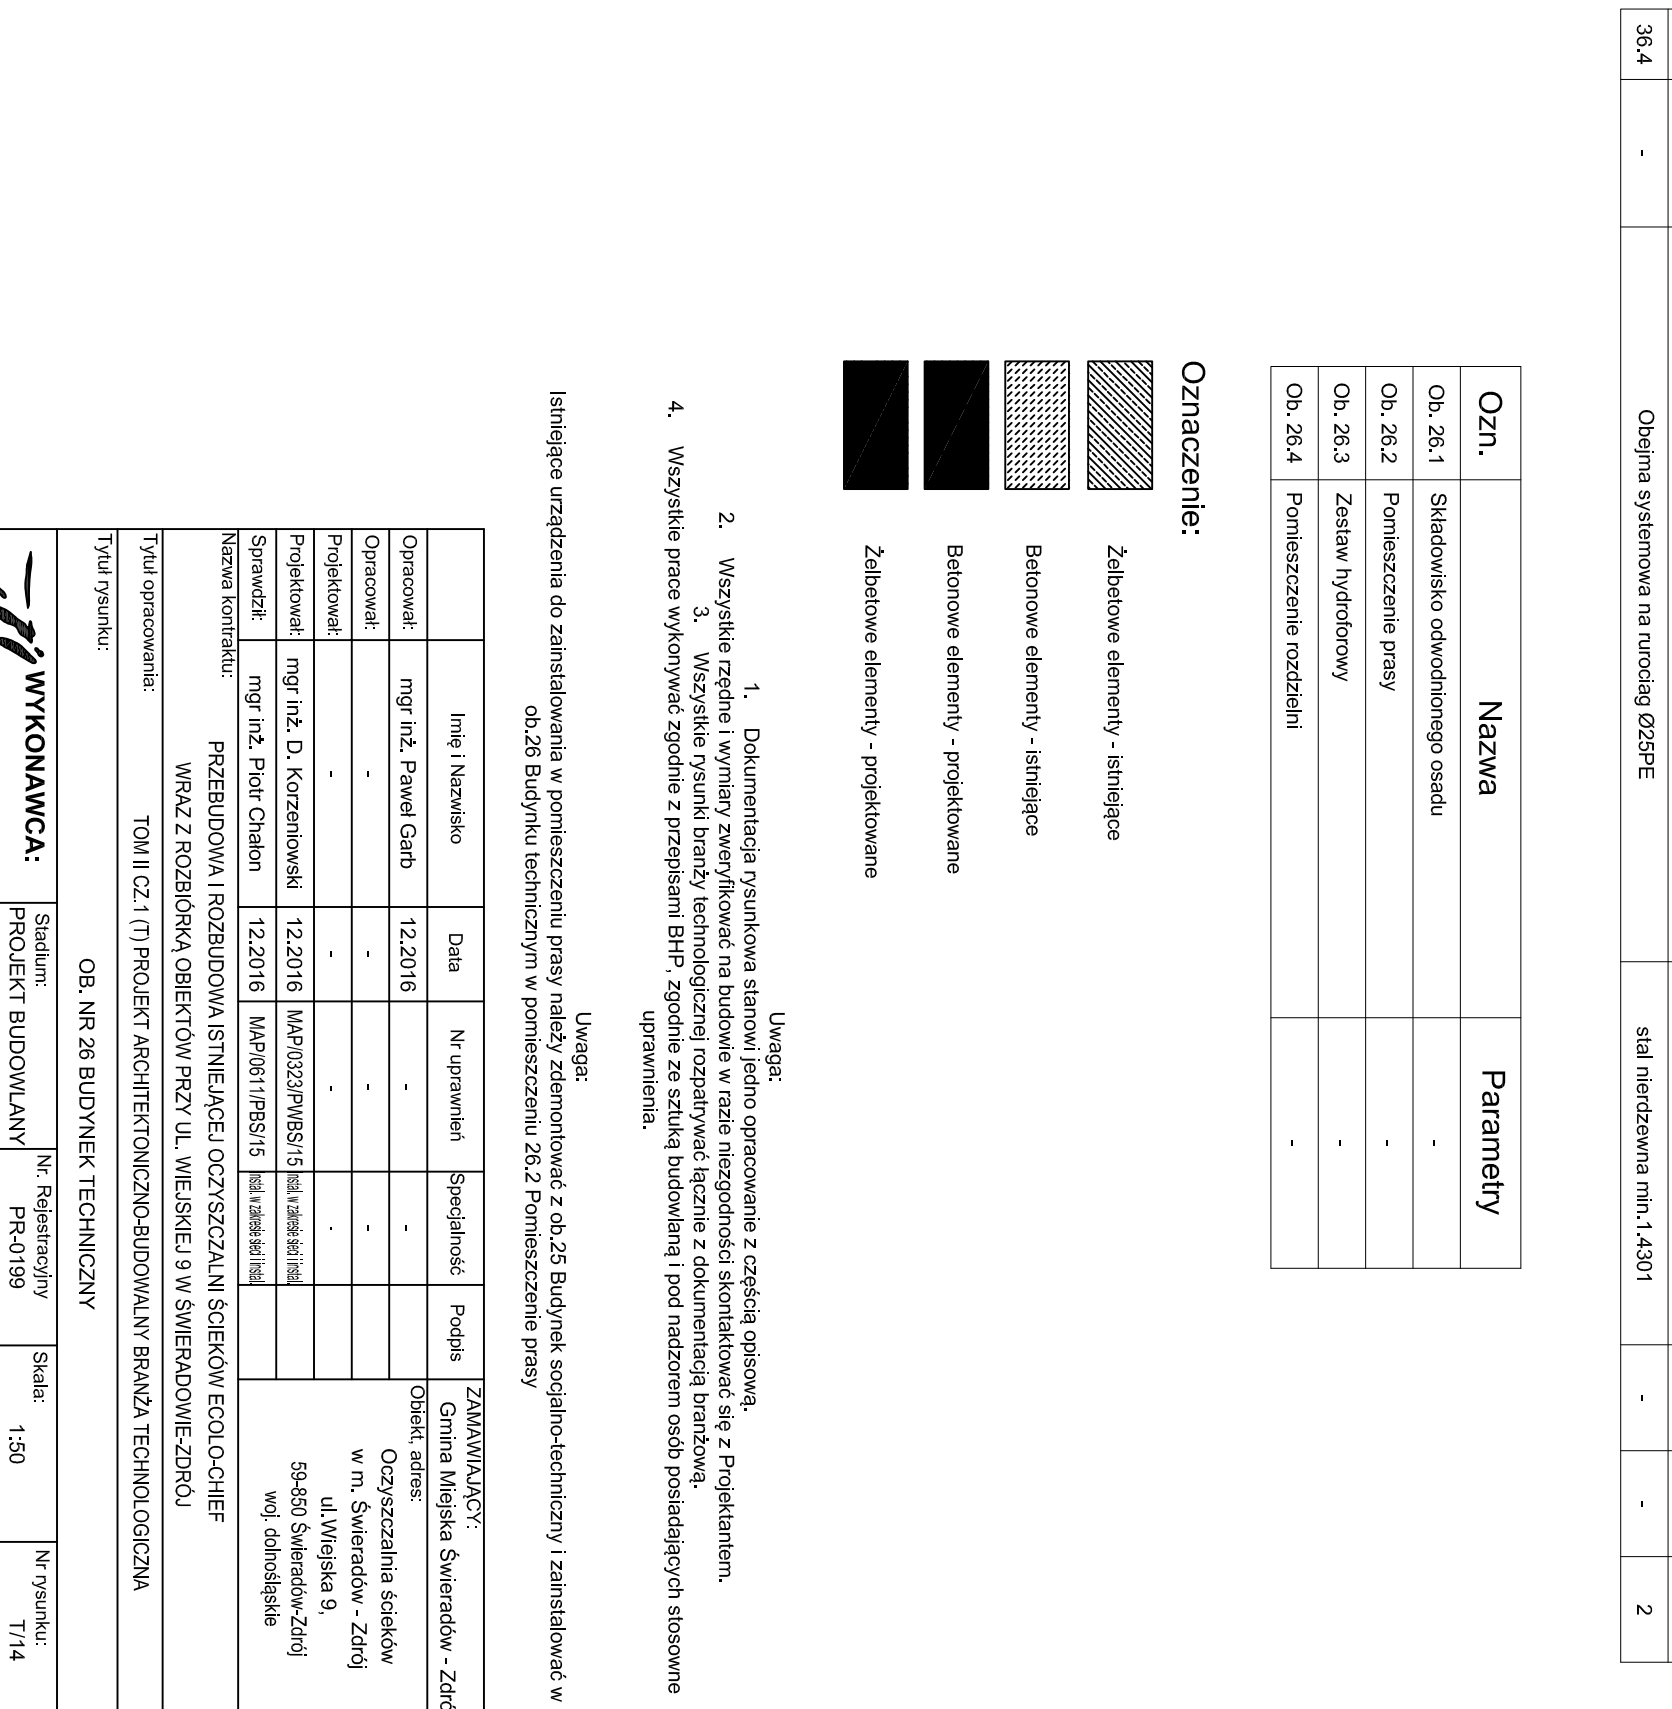 36.4 - Obejma systemowa na rurociąg Ø25PE stal nierdzewna min.1.4301 - - 2
Ozn. Nazwa Parametry
Ob. 26.1 Składowisko odwodnionego osadu -
Ob. 26.2 Pomieszczenie prasy -
Ob. 26.3 Zestaw hydroforowy -
Ob. 26.4 Pomieszczenie rozdzielni -
Oznaczenie:
Żelbetowe elementy - istniejące
Betonowe elementy - istniejące
Betonowe elementy - projektowane
Żelbetowe elementy - projektowane
Uwaga:
1. Dokumentacja rysunkowa stanowi jedno opracowanie z częścią opisową.
2. Wszystkie rzędne i wymiary zweryfikować na budowie w razie niezgodności skontaktować się z Projektantem.
3. Wszystkie rysunki branży technologicznej rozpatrywać łącznie z dokumentacją branżową.
4. Wszystkie prace wykonywać zgodnie z przepisami BHP, zgodnie ze sztuką budowlaną i pod nadzorem osób posiadających stosowne
uprawnienia.
Uwaga:
Istniejące urządzenia do zainstalowania w pomieszczeniu prasy należy zdemontować z ob.25 Budynek socjalno-techniczny i zainstalować w
ob.26 Budynku technicznym w pomieszczeniu 26.2 Pomieszczenie prasy
Imię i Nazwisko Data Nr uprawnień Specjalność Podpis
Opracował: mgr inż. Paweł Garb 12.2016 - -
Opracował: - - - -
Projektował: - - - -
Projektował: mgr inż. D. Korzeniowski 12.2016 MAP/0323/PWBS/15 instal. w zakresie sieci i instal.
Sprawdził: mgr inż. Piotr Chałon 12.2016 MAP/0611/PBS/15 instal. w zakresie sieci i instal.
ZAMAWIAJĄCY:
Gmina Miejska Świeradów - Zdró
Obiekt, adres:
Oczyszczalnia ścieków
w m. Świeradów - Zdrój
ul.Wiejska 9,
59-850 Świeradów-Zdrój
woj. dolnośląskie
Nazwa kontraktu:
PRZEBUDOWA I ROZBUDOWA ISTNIEJĄCEJ OCZYSZCZALNI ŚCIEKÓW ECOLO-CHIEF
WRAZ Z ROZBIÓRKĄ OBIEKTÓW PRZY UL. WIEJSKIEJ 9 W ŚWIERADOWIE-ZDRÓJ
Tytuł opracowania:
TOM II CZ.1 (T) PROJEKT ARCHITEKTONICZNO-BUDOWALNY BRANŻA TECHNOLOGICZNA
Tytuł rysunku:
OB. NR 26 BUDYNEK TECHNICZNY
WYKONAWCA:
Stadium:
PROJEKT BUDOWLANY
Nr. Rejestracyjny
PR-0199
Skala:
1:50
Nr rysunku:
T/14